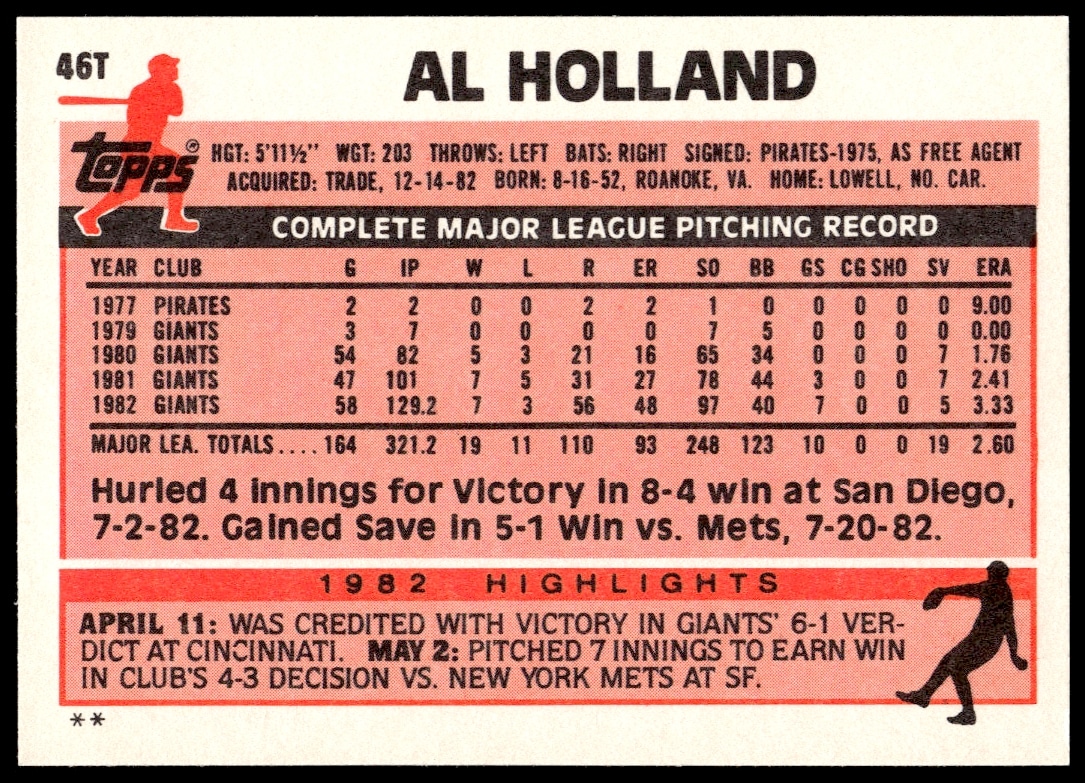 46T
AL HOLLAND
Topps®
HGT: 5'11½" WGT: 203 THROWS: LEFT BATS: RIGHT SIGNED: PIRATES-1975, AS FREE AGENT
ACQUIRED: TRADE, 12-14-82 BORN: 8-16-52, ROANOKE, VA. HOME: LOWELL, NO. CAR.
COMPLETE MAJOR LEAGUE PITCHING RECORD
YEAR CLUB G IP W L R ER SO BB GS CG SHO SV ERA
1977 PIRATES 2 2 0 0 2 2 1 0 0 0 0 0 9.00
1979 GIANTS 3 7 0 0 0 0 7 5 0 0 0 0 0.00
1980 GIANTS 54 82 5 3 21 16 65 34 0 0 0 7 1.76
1981 GIANTS 47 101 7 5 31 27 78 44 3 0 0 7 2.41
1982 GIANTS 58 129.2 7 3 56 48 97 40 7 0 0 5 3.33
MAJOR LEA. TOTALS.... 164 321.2 19 11 110 93 248 123 10 0 0 19 2.60
Hurled 4 innings for Victory in 8-4 win at San Diego,
7-2-82. Gained Save in 5-1 Win vs. Mets, 7-20-82.
1982 HIGHLIGHTS
APRIL 11: WAS CREDITED WITH VICTORY IN GIANTS' 6-1 VER-
DICT AT CINCINNATI. MAY 2: PITCHED 7 INNINGS TO EARN WIN
IN CLUB'S 4-3 DECISION VS. NEW YORK METS AT SF.
**